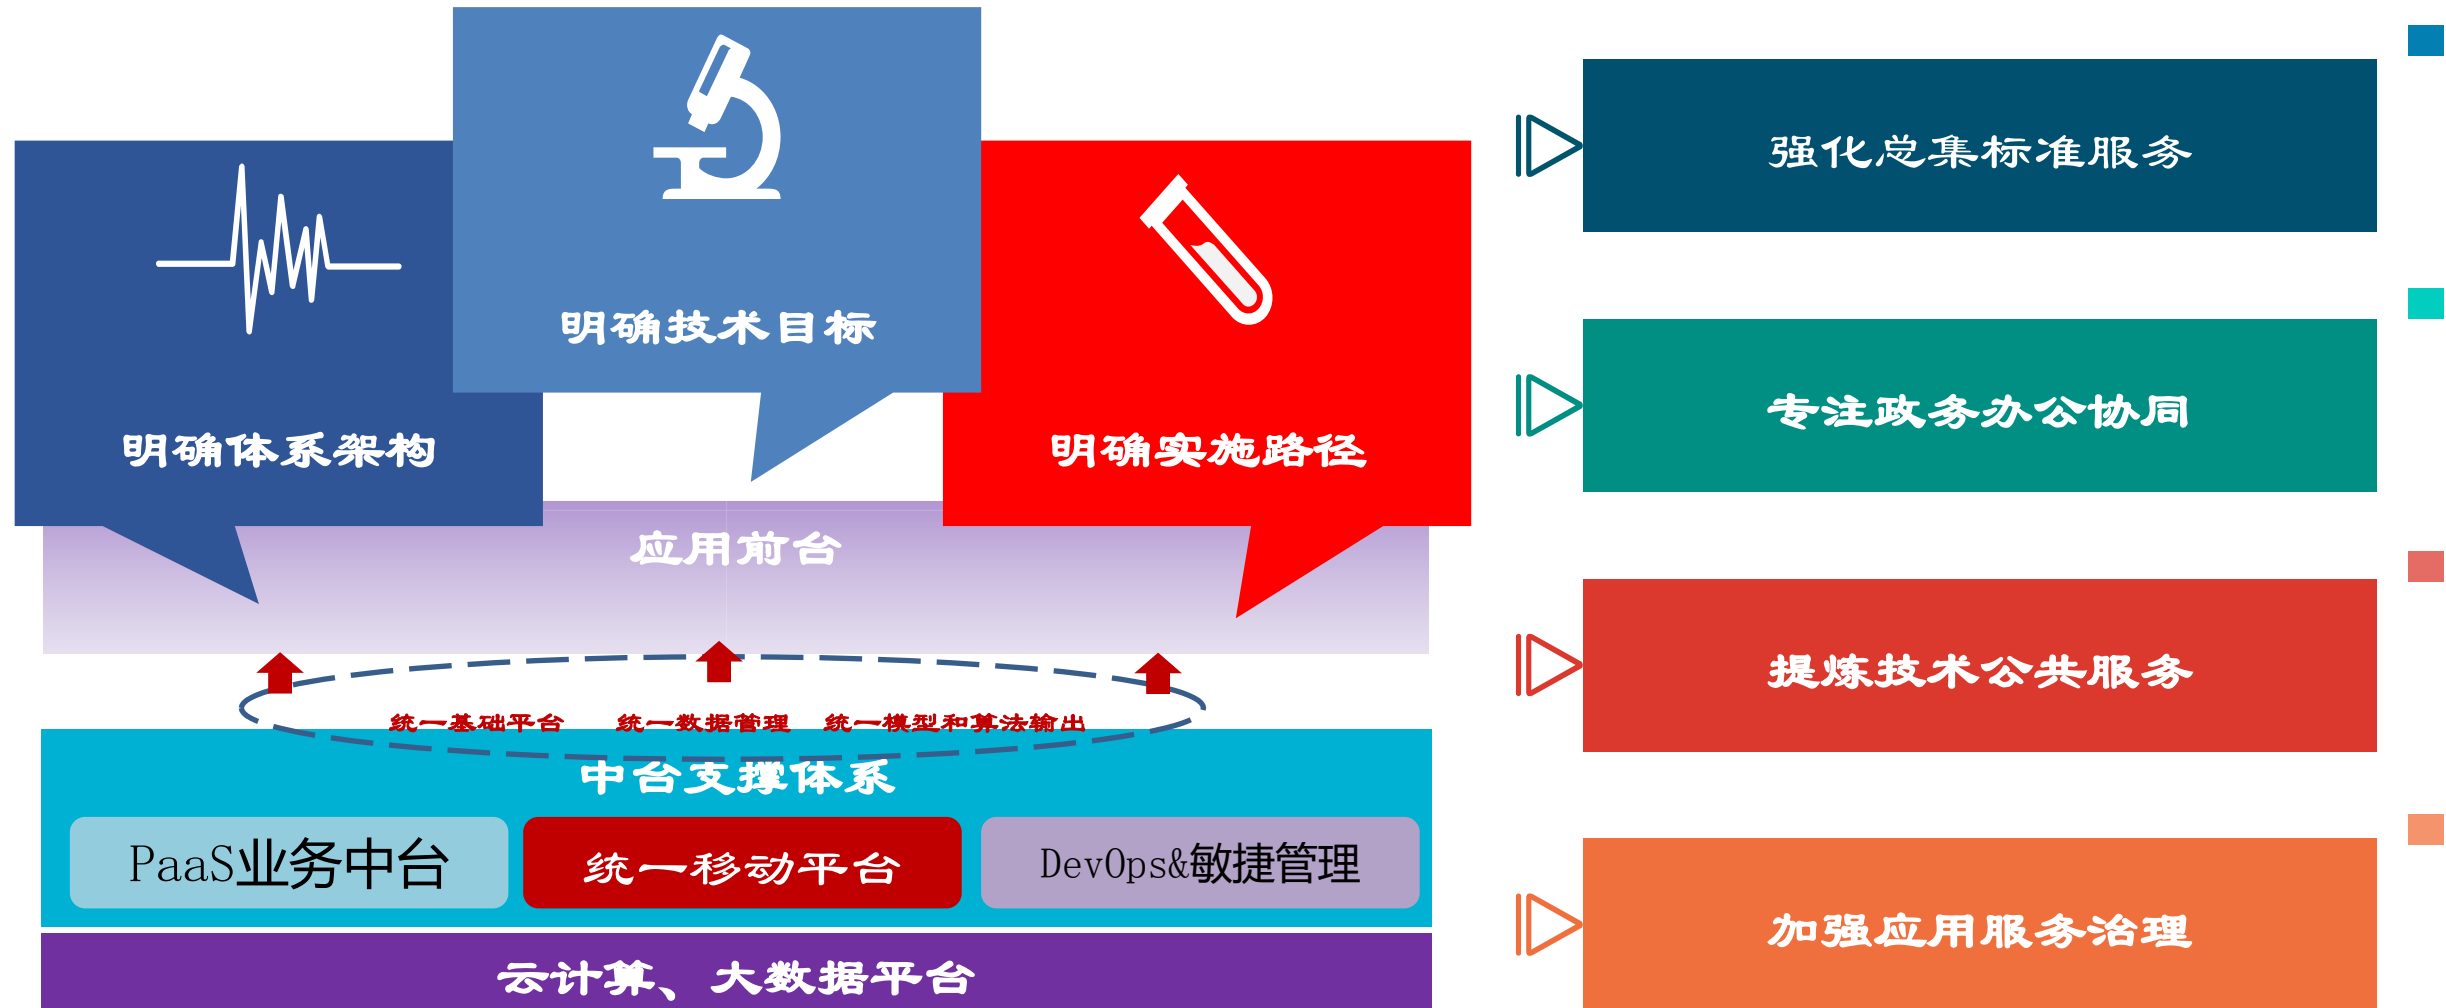 明确技术目标
明确体系架构
明确实施路径
应用前台
统一基础平台 统一数据管理 统一模型和算法输出
中台支撑体系
PaaS业务中台 统一移动平台 DevOps&敏捷管理
云计算、大数据平台
强化总集标准服务
专注政务办公协同
提炼技术公共服务
加强应用服务治理